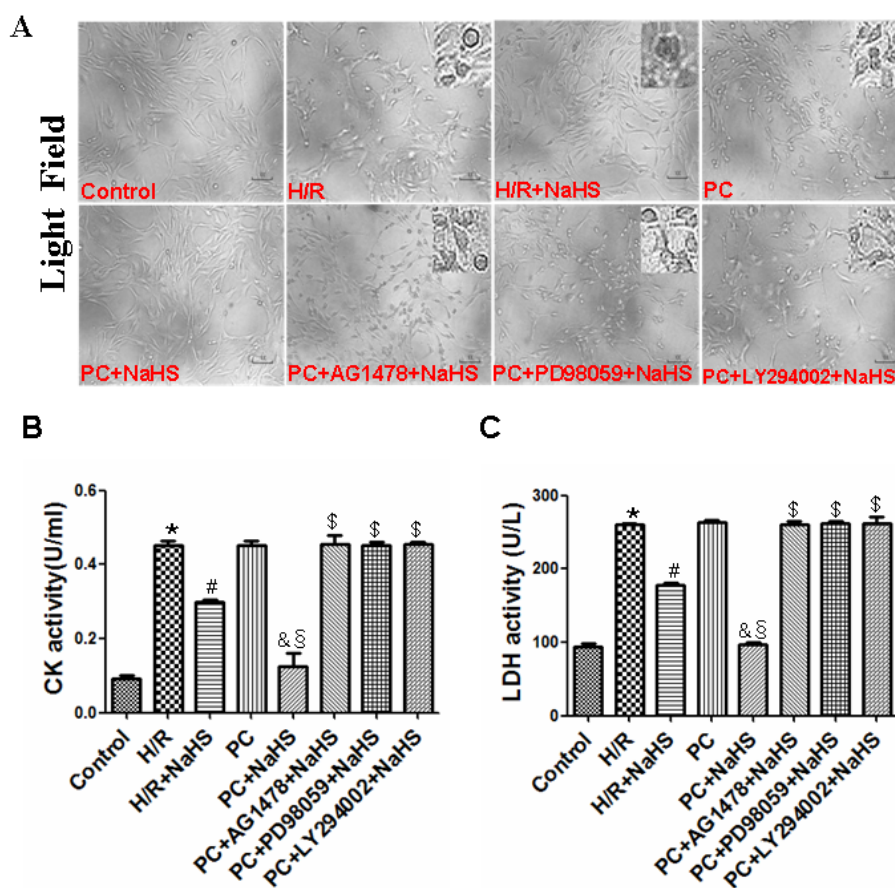 A
Light Field
Control
H/R
H/R+NaHS
PC
PC+NaHS
PC+AG1478+NaHS
PC+PD98059+NaHS
PC+LY294002+NaHS
B
CK activity(U/ml)
0.6
0.4
0.2
0.0
*
#
&§
$
$
$
Control
H/R
H/R+NaHS
PC
PC+NaHS
PC+AG1478+NaHS
PC+PD98059+NaHS
PC+LY294002+NaHS
C
LDH activity (U/L)
300
200
100
0
*
#
&§
$
$
$
Control
H/R
H/R+NaHS
PC
PC+NaHS
PC+AG1478+NaHS
PC+PD98059+NaHS
PC+LY294002+NaHS